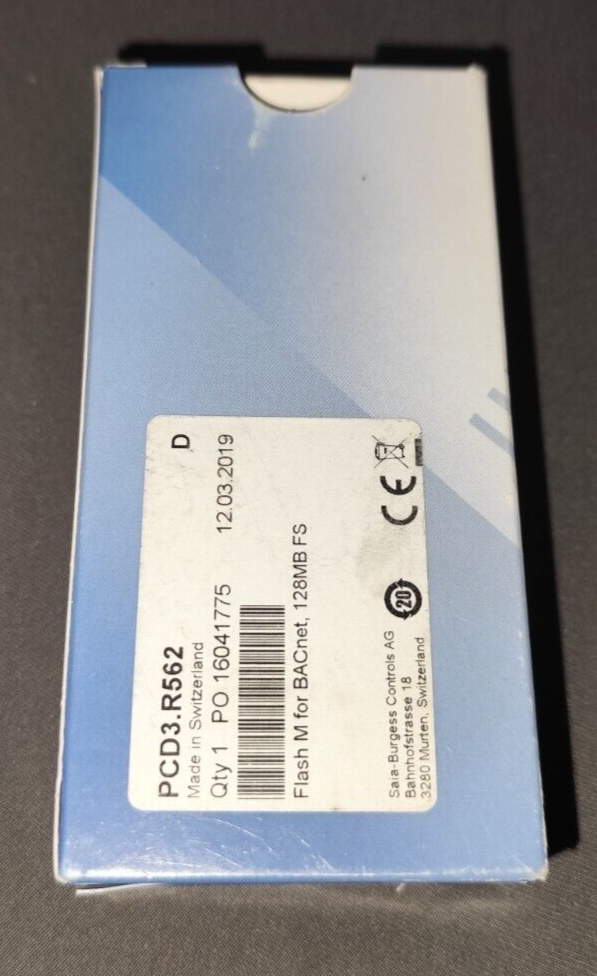 PCD3.R562 D
Made in Switzerland
Qty 1 PO 16041775 12.03.2019
Flash M for BACnet, 128MB FS
20
CE
Saia-Burgess Controls AG
Bahnhofstrasse 18
3280 Murten, Switzerland